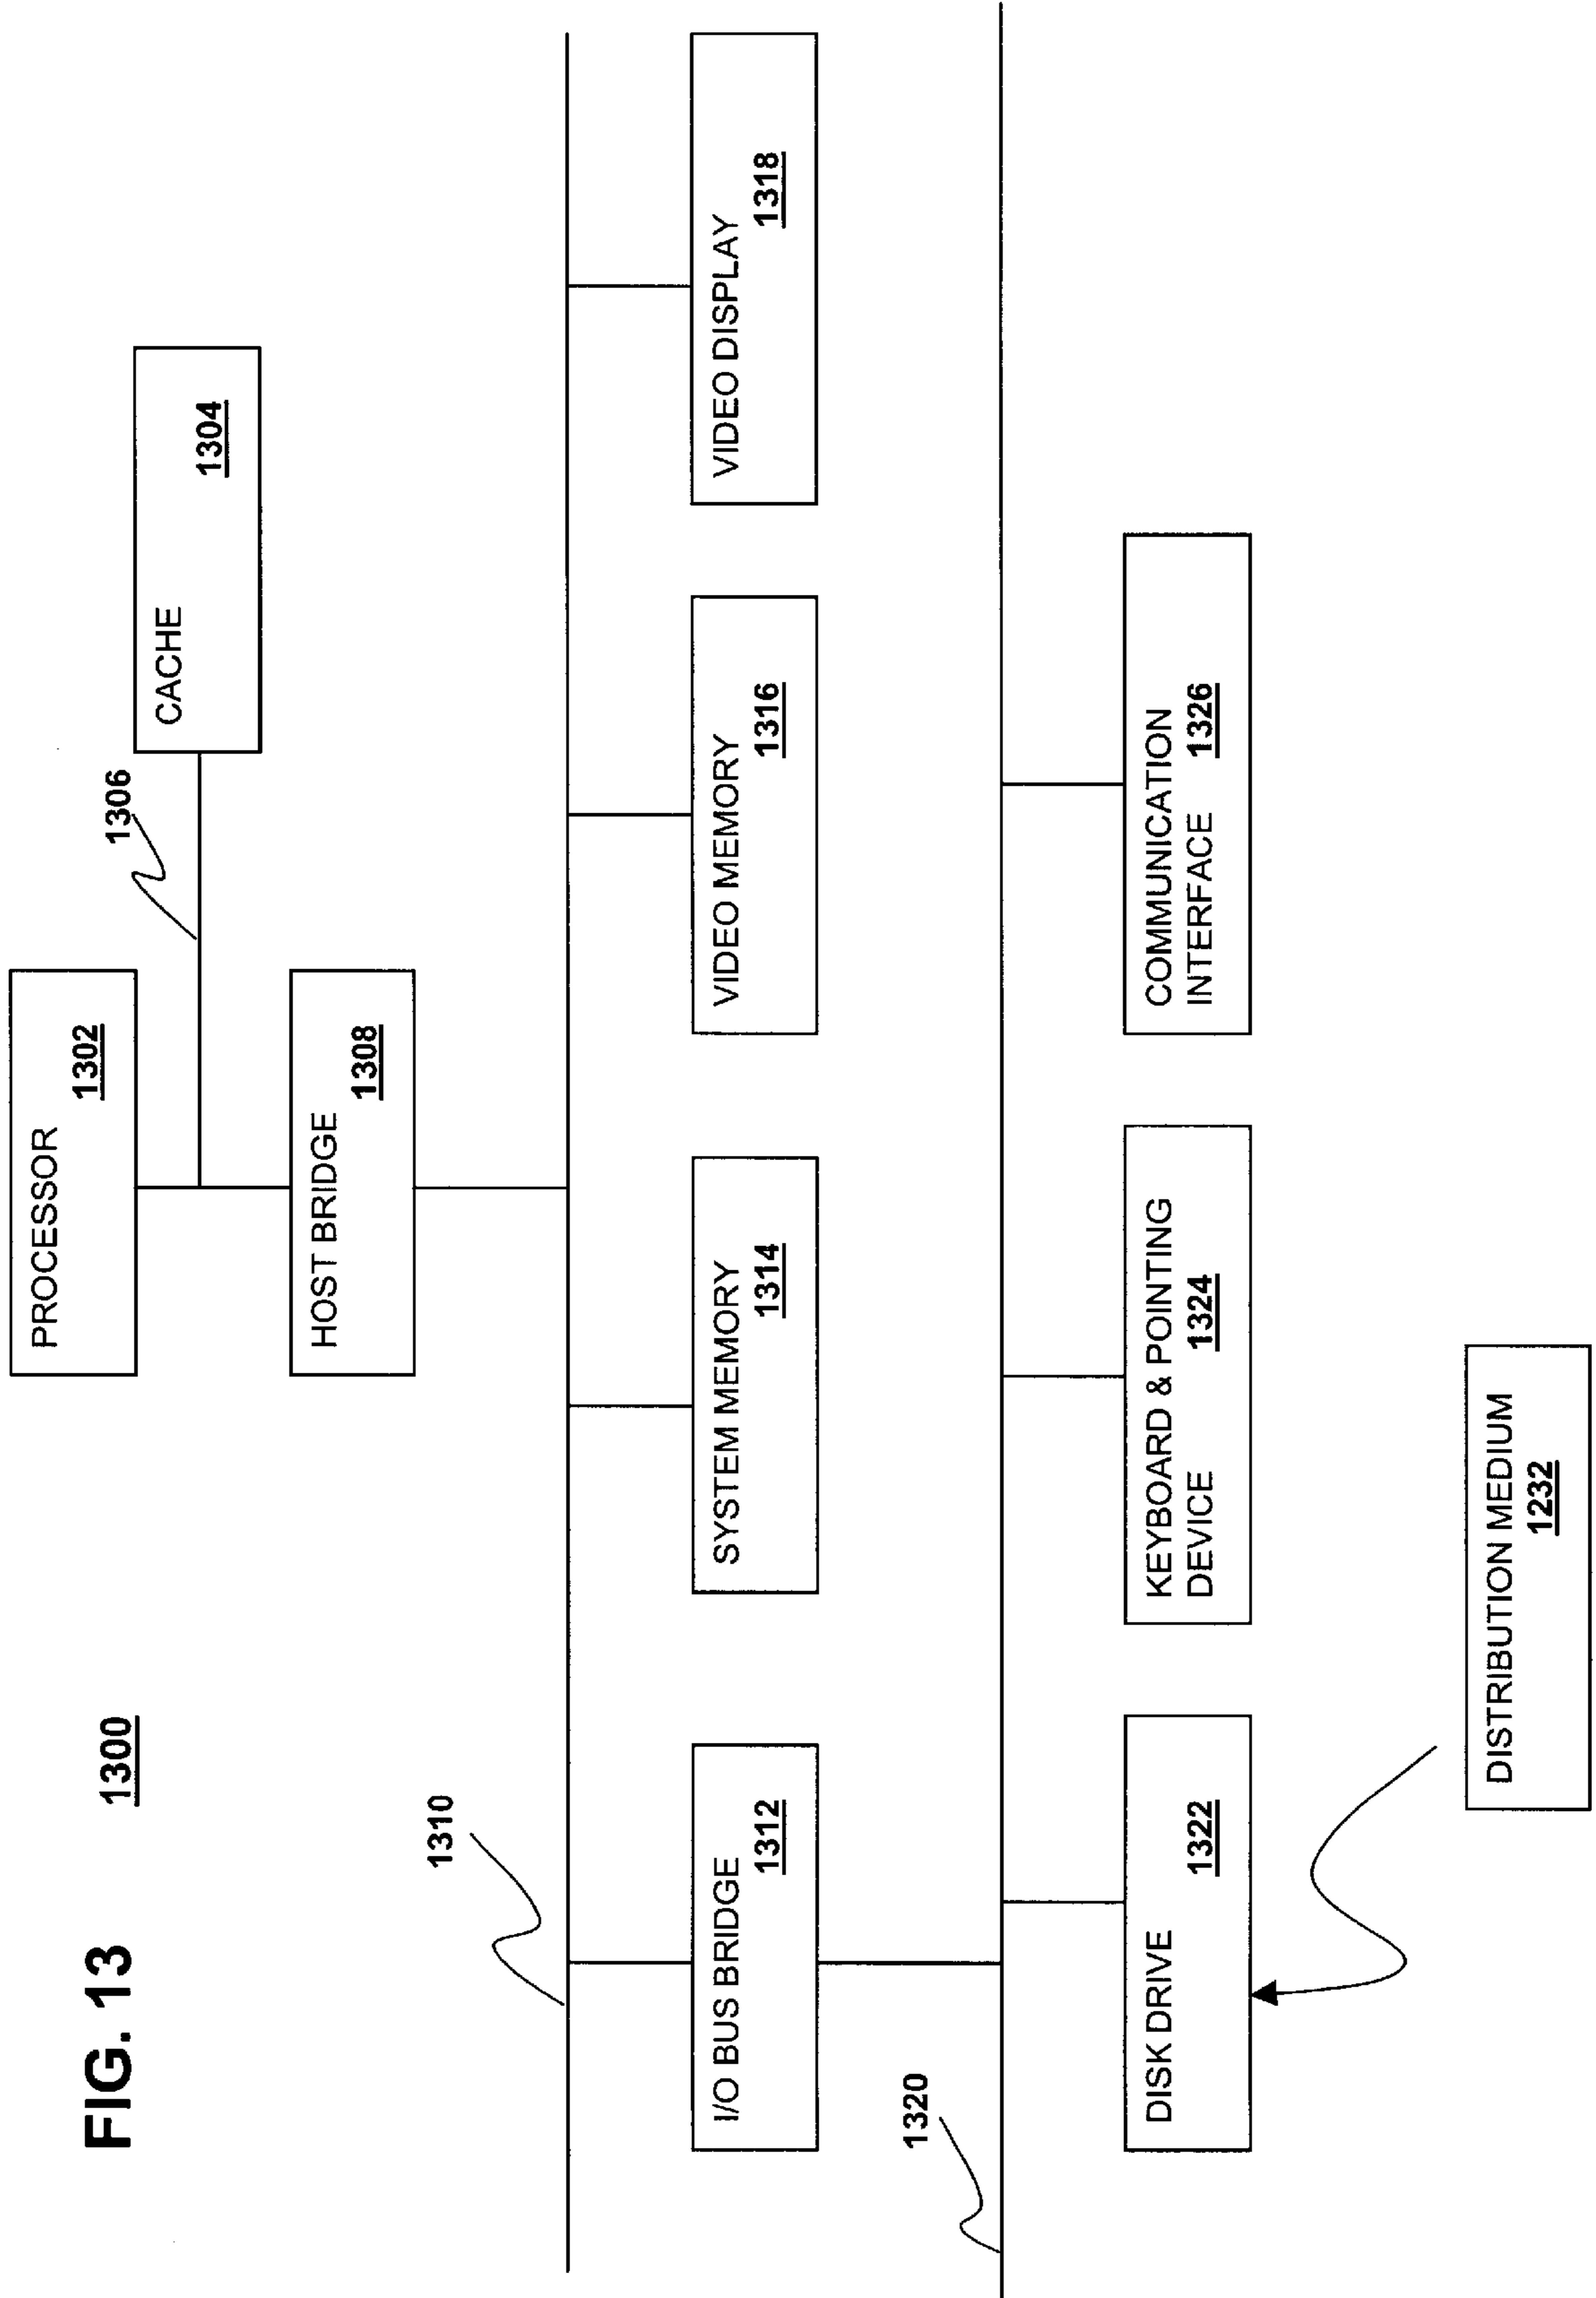 FIG. 13
1300
PROCESSOR
1302
CACHE
1304
1306
HOST BRIDGE
1308
1310
I/O BUS BRIDGE
1312
SYSTEM MEMORY
1314
VIDEO MEMORY
1316
VIDEO DISPLAY
1318
1320
DISK DRIVE
1322
KEYBOARD & POINTING
DEVICE 1324
COMMUNICATION
INTERFACE 1326
DISTRIBUTION MEDIUM
1232